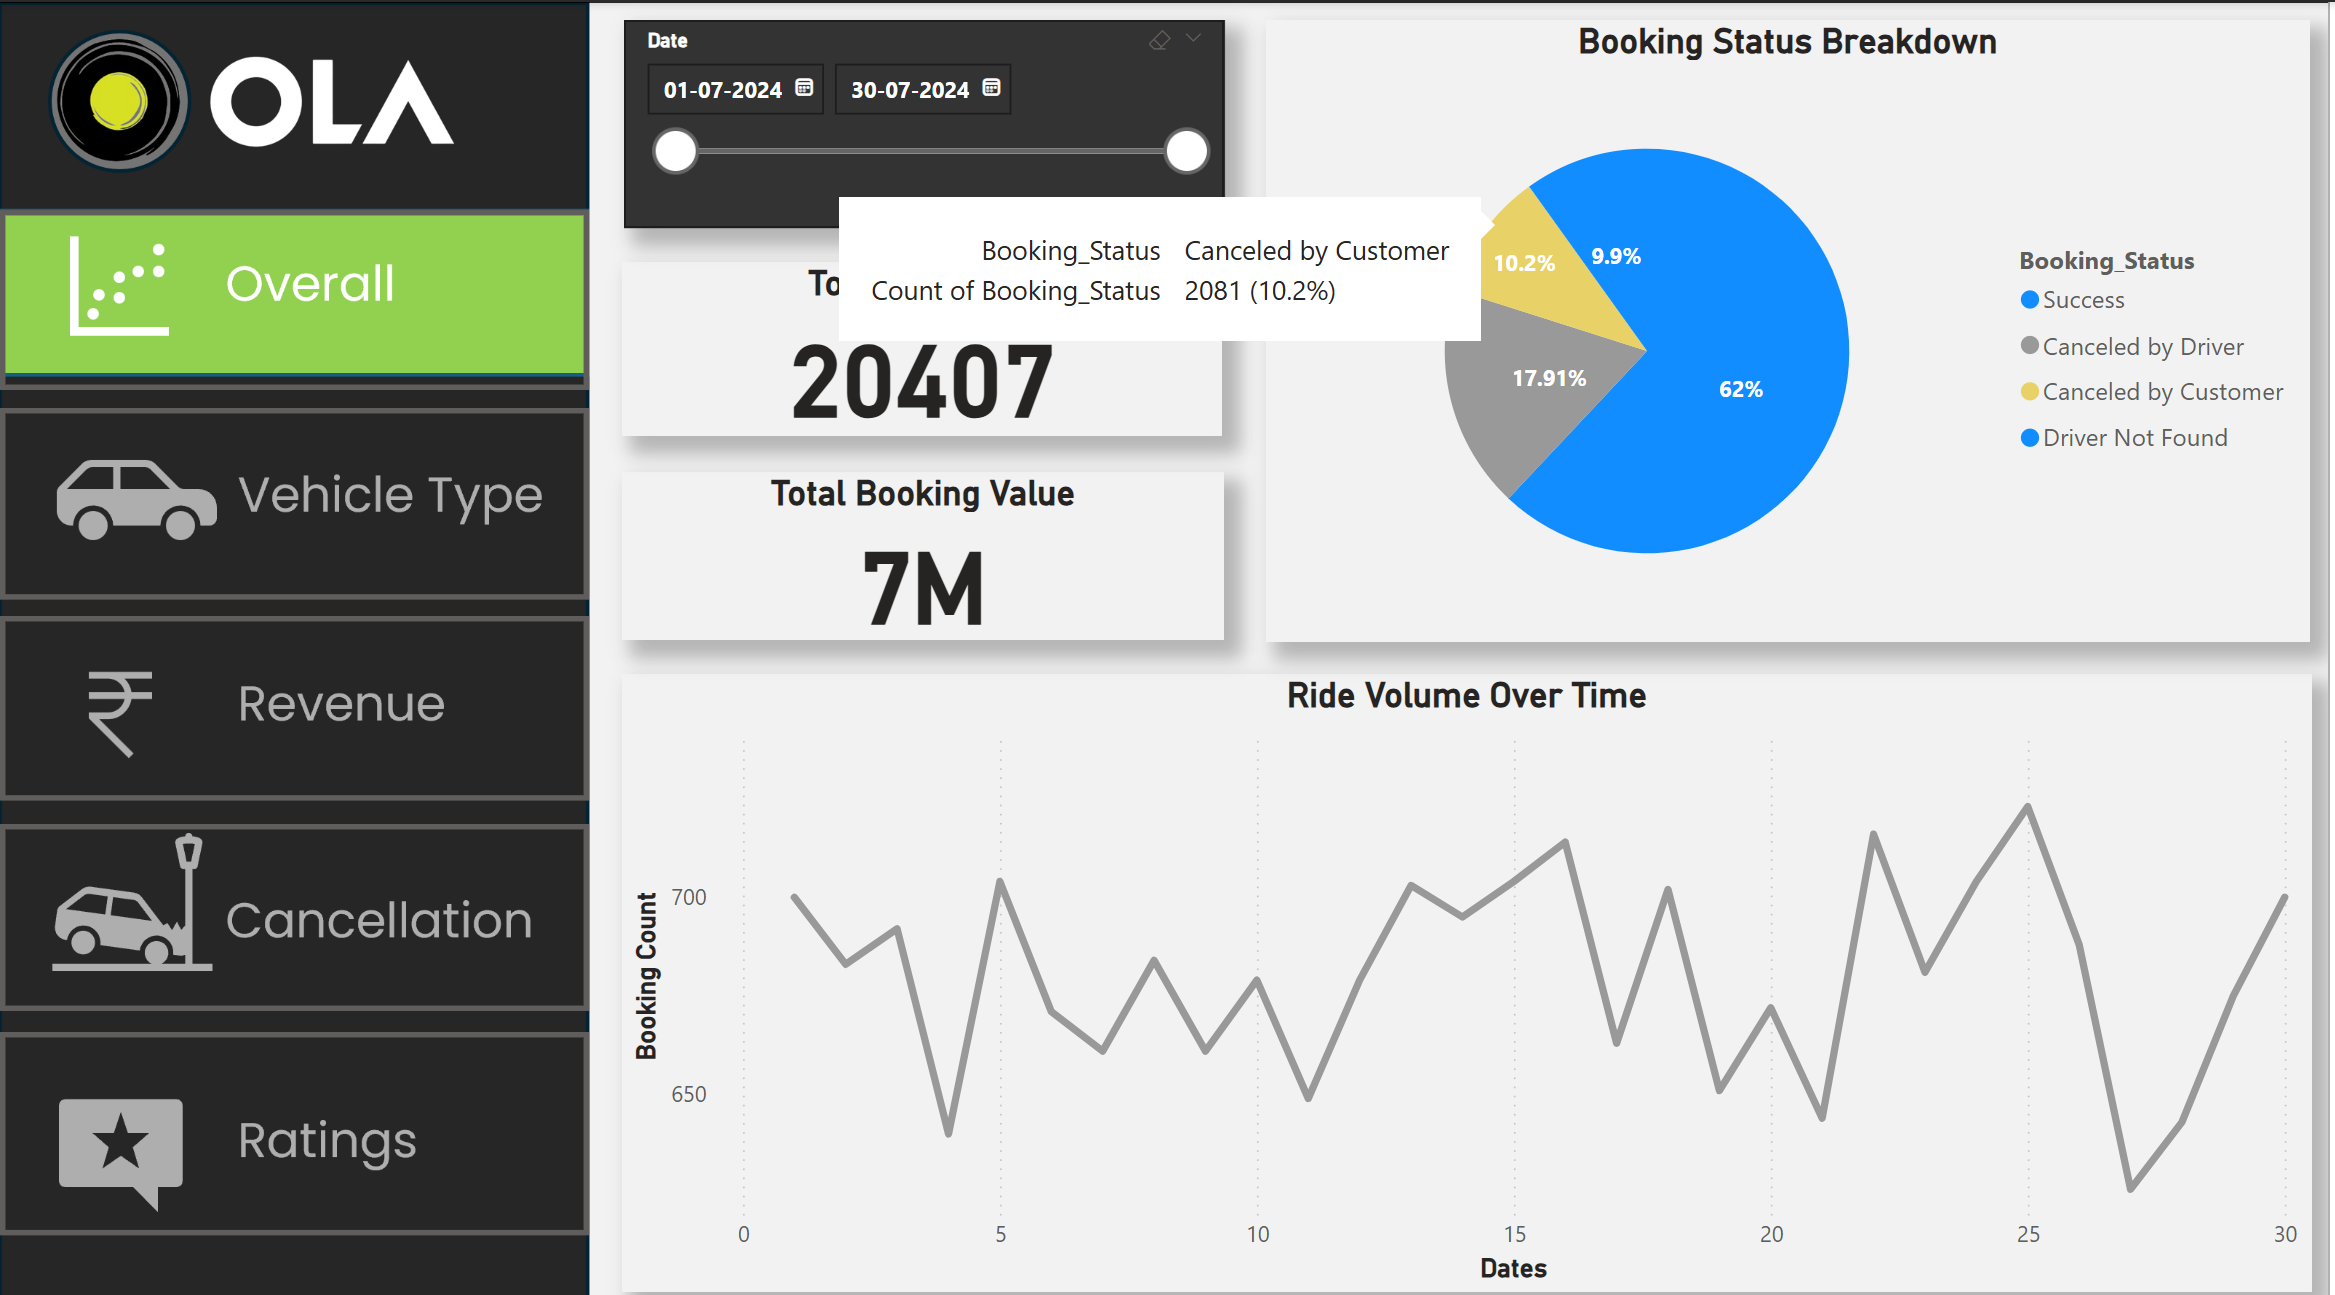 OLA
Overall
Vehicle Type
Revenue
Cancellation
Ratings
Date
01-07-2024
30-07-2024
Booking_Status Canceled by Customer
Count of Booking_Status 2081 (10.2%)
20407
Total Booking Value
7M
Booking Status Breakdown
10.2%
9.9%
17.91%
62%
Booking_Status
Success
Canceled by Driver
Canceled by Customer
Driver Not Found
Ride Volume Over Time
Booking Count
700
650
0 5 10 15 20 25 30
Dates